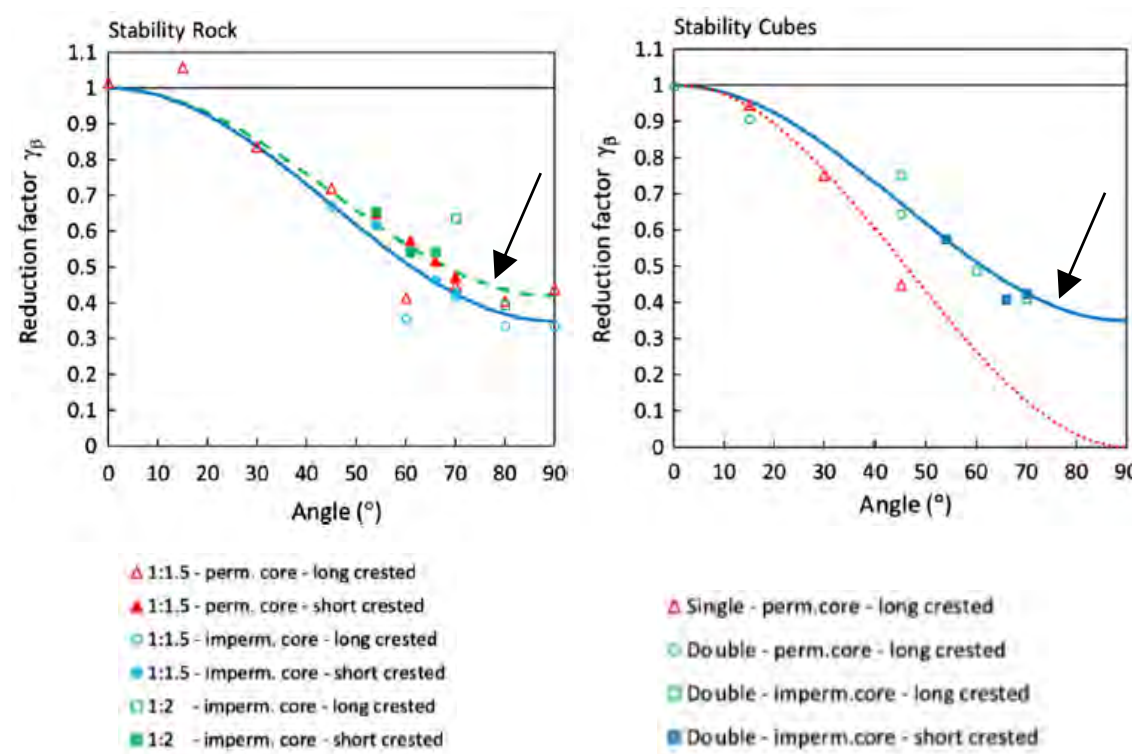 Stability Rock
1.1
1
0.9
0.8
0.7
0.6
0.5
0.4
0.3
0.2
0.1
0
Reduction factor γβ
0 10 20 30 40 50 60 70 80 90
Angle (°)
△ 1:1.5 - perm. core - long crested
▲ 1:1.5 - perm. core - short crested
○ 1:1.5 - imperm. core - long crested
● 1:1.5 - imperm. core - short crested
□ 1:2 - imperm. core - long crested
■ 1:2 - imperm. core - short crested
Stability Cubes
1.1
1
0.9
0.8
0.7
0.6
0.5
0.4
0.3
0.2
0.1
0
Reduction factor γβ
0 10 20 30 40 50 60 70 80 90
Angle (°)
△ Single - perm.core - long crested
○ Double - perm.core - long crested
□ Double - imperm.core - long crested
■ Double - imperm.core - short crested